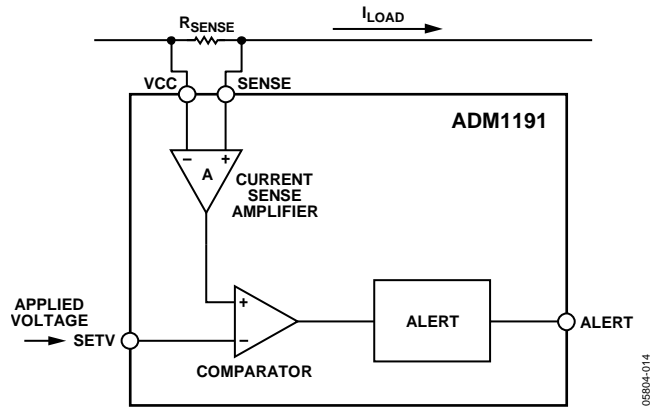 RSENSE
ILOAD
VCC
SENSE
ADM1191
− +
A
CURRENT
SENSE
AMPLIFIER
APPLIED
VOLTAGE
SETV
+
−
COMPARATOR
ALERT
ALERT
05804-014